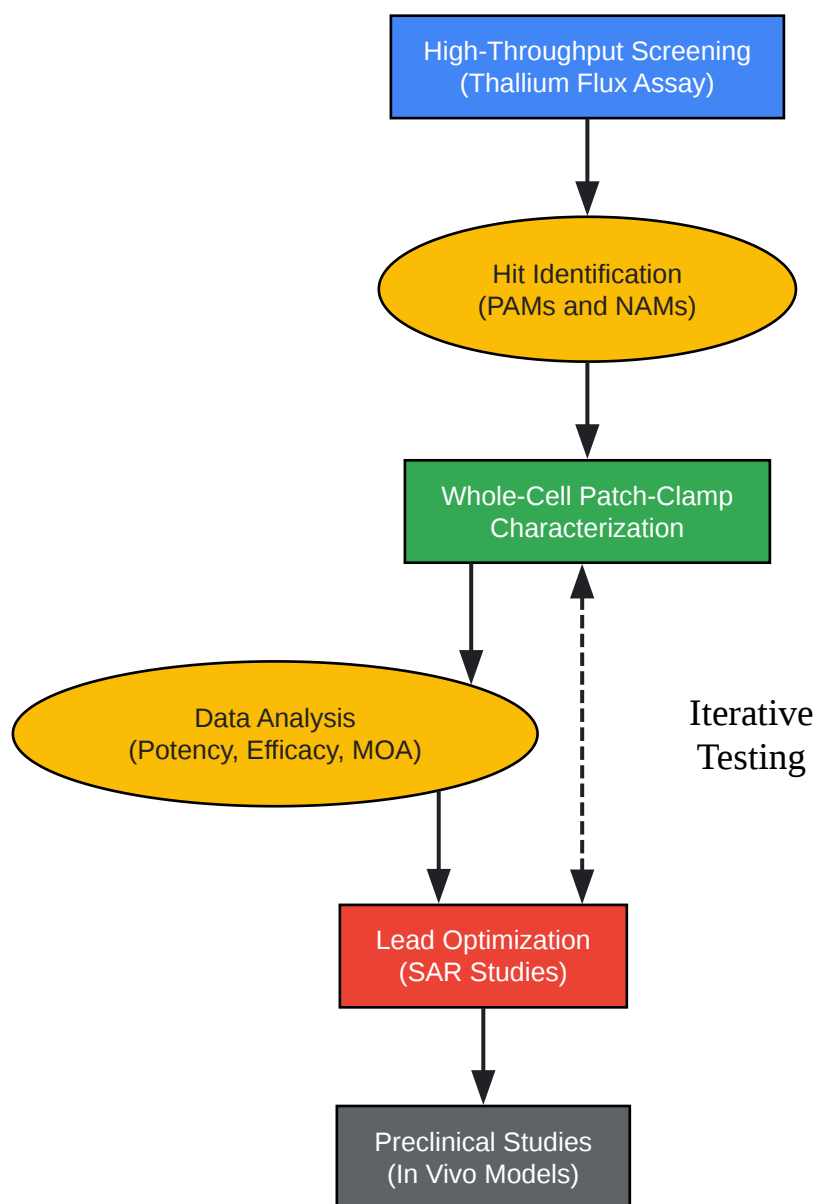 High-Throughput Screening
(Thallium Flux Assay)
Hit Identification
(PAMs and NAMs)
Whole-Cell Patch-Clamp
Characterization
Data Analysis
(Potency, Efficacy, MOA)
Iterative
Testing
Lead Optimization
(SAR Studies)
Preclinical Studies
(In Vivo Models)